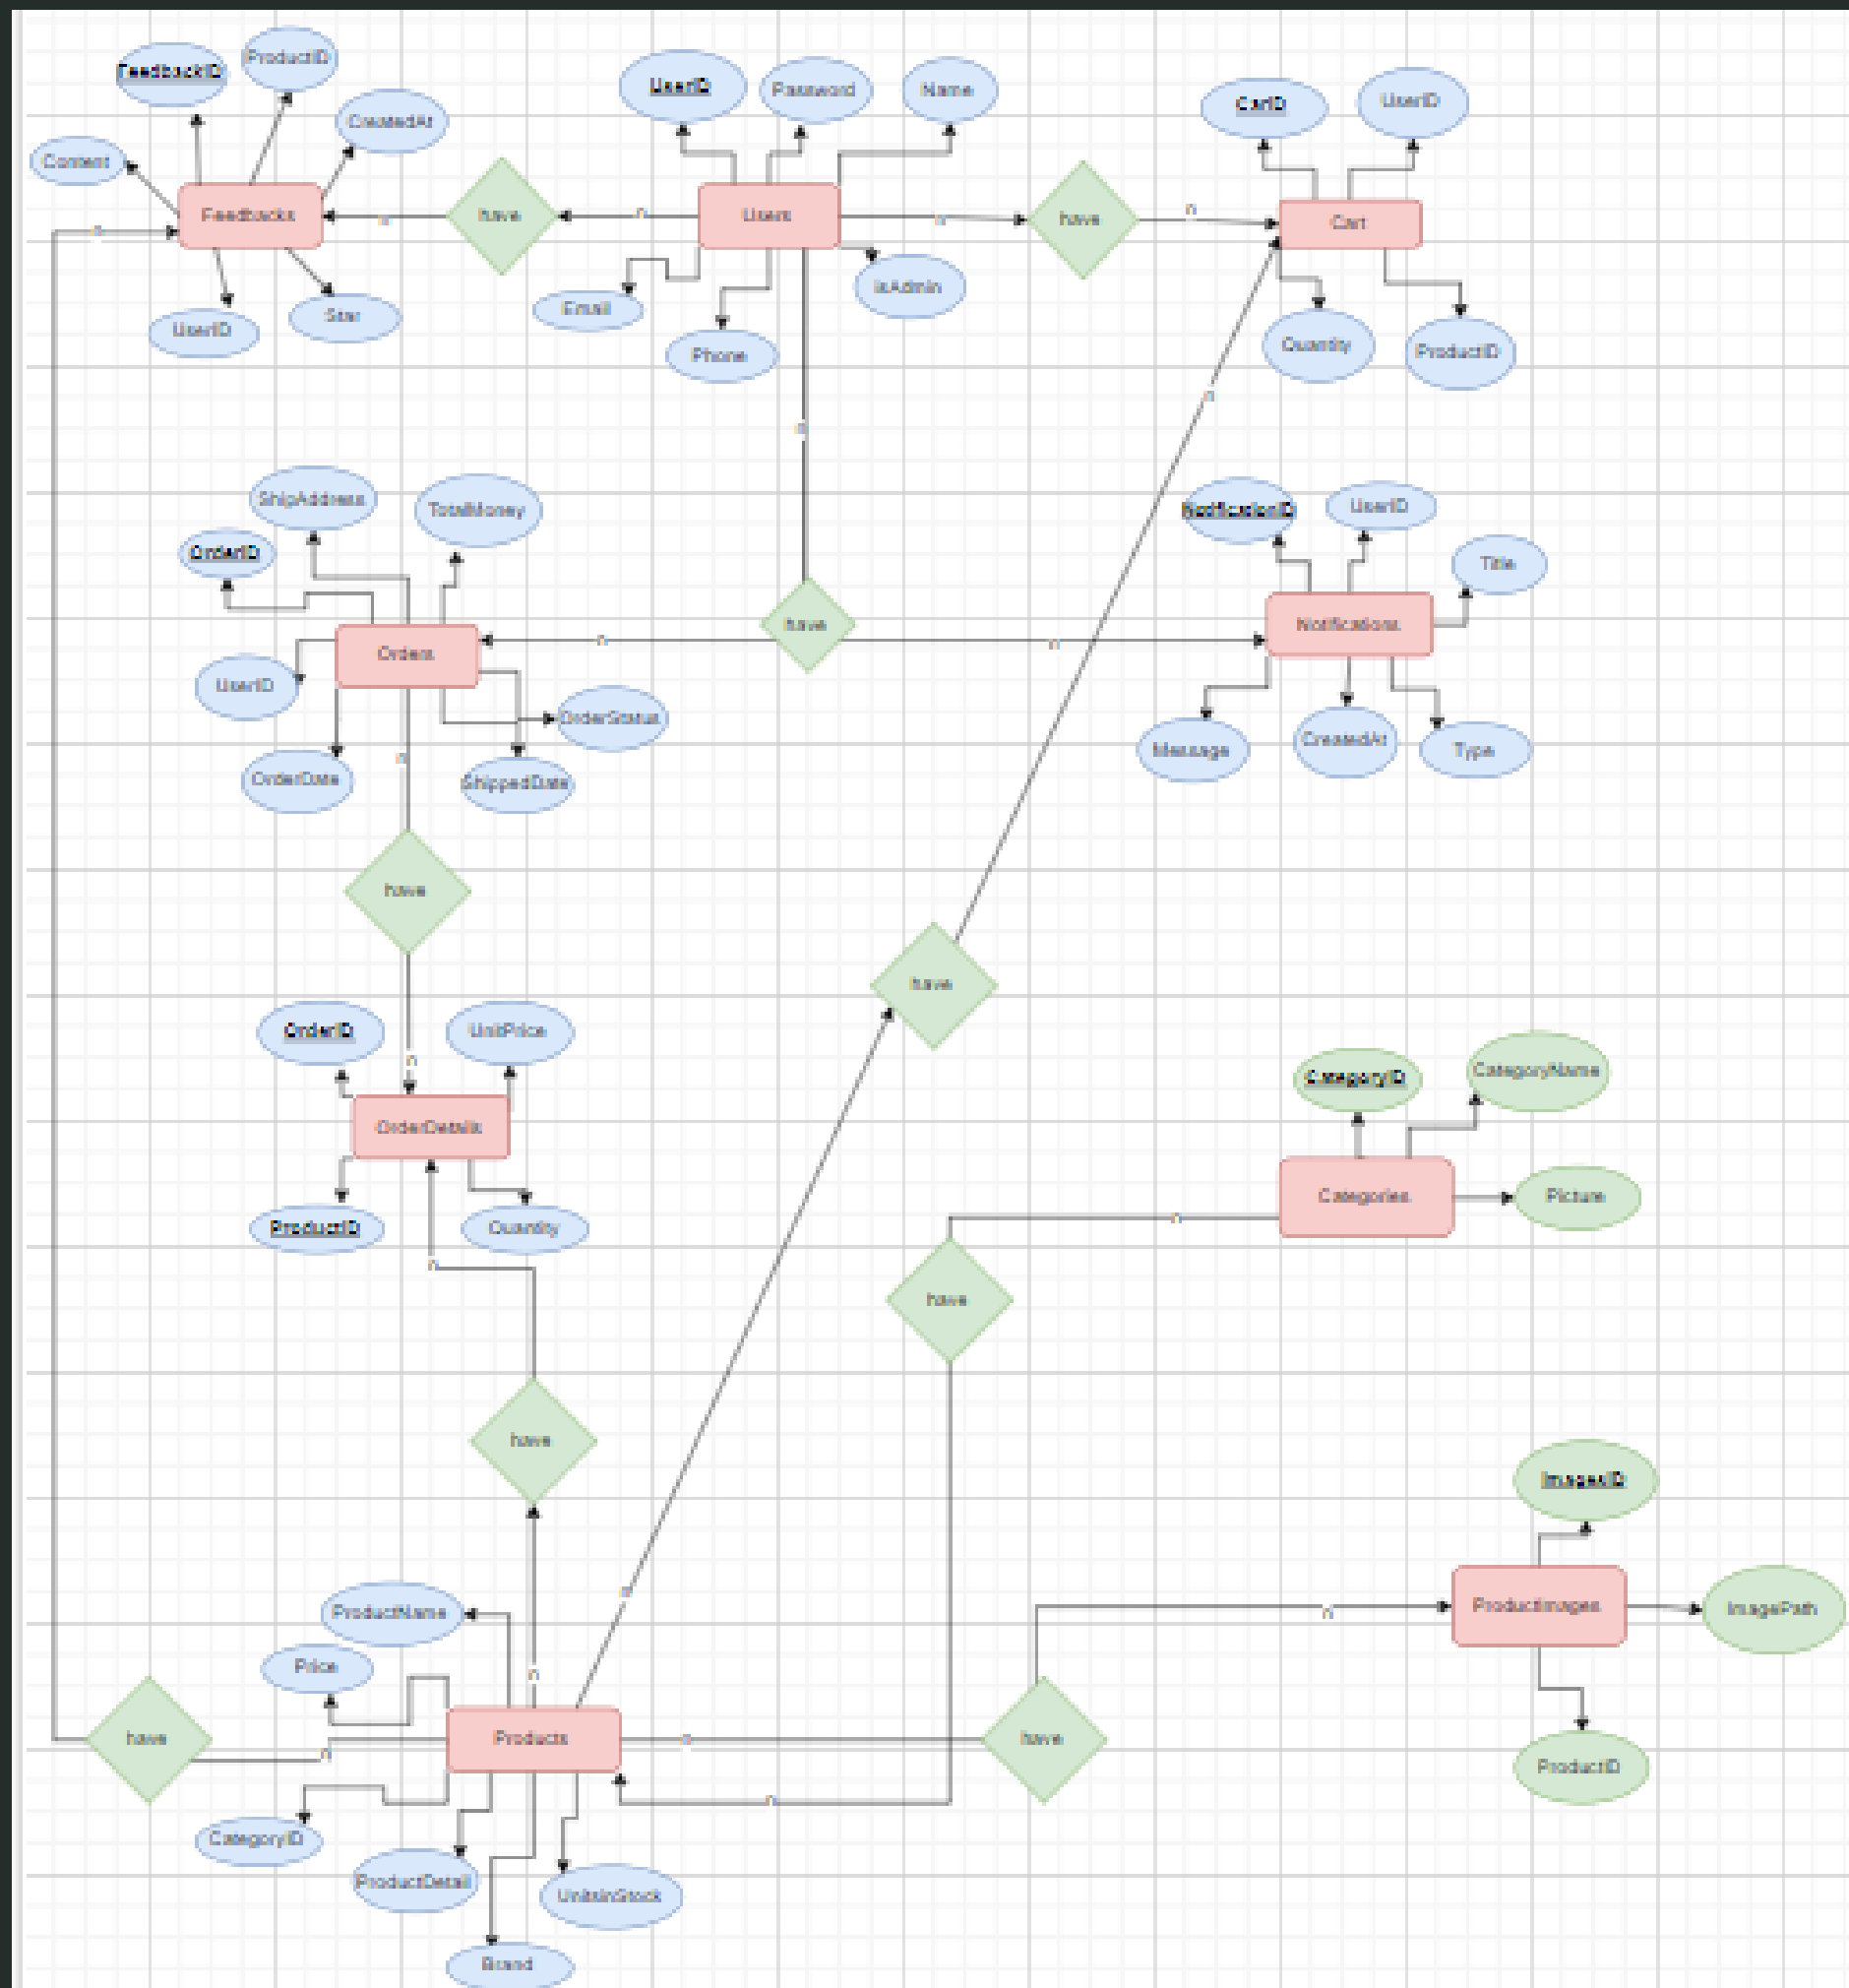 FeedbackID
ProductID
CreatedAt
Content
Feedbacks
UserID
Star
n
n
have
n
UserID
Password
Name
Users
Email
Phone
isAdmin
n
n
have
n
CartID
UserID
Cart
Quantity
ProductID
n
ShipAddress
TotalMoney
OrderID
Orders
UserID
OrderStatus
OrderDate
ShippedDate
n
have
n
NotificationID
UserID
Title
Notifications
Message
CreatedAt
Type
n
have
n
have
OrderID
UnitPrice
OrderDetails
ProductID
Quantity
n
have
n
CategoryID
CategoryName
Categories
Picture
n
have
n
ImagesID
ProductImages
ImagePath
ProductID
n
have
n
n
ProductName
Price
Products
have
n
CategoryID
ProductDetail
UnitsInStock
Brand
n